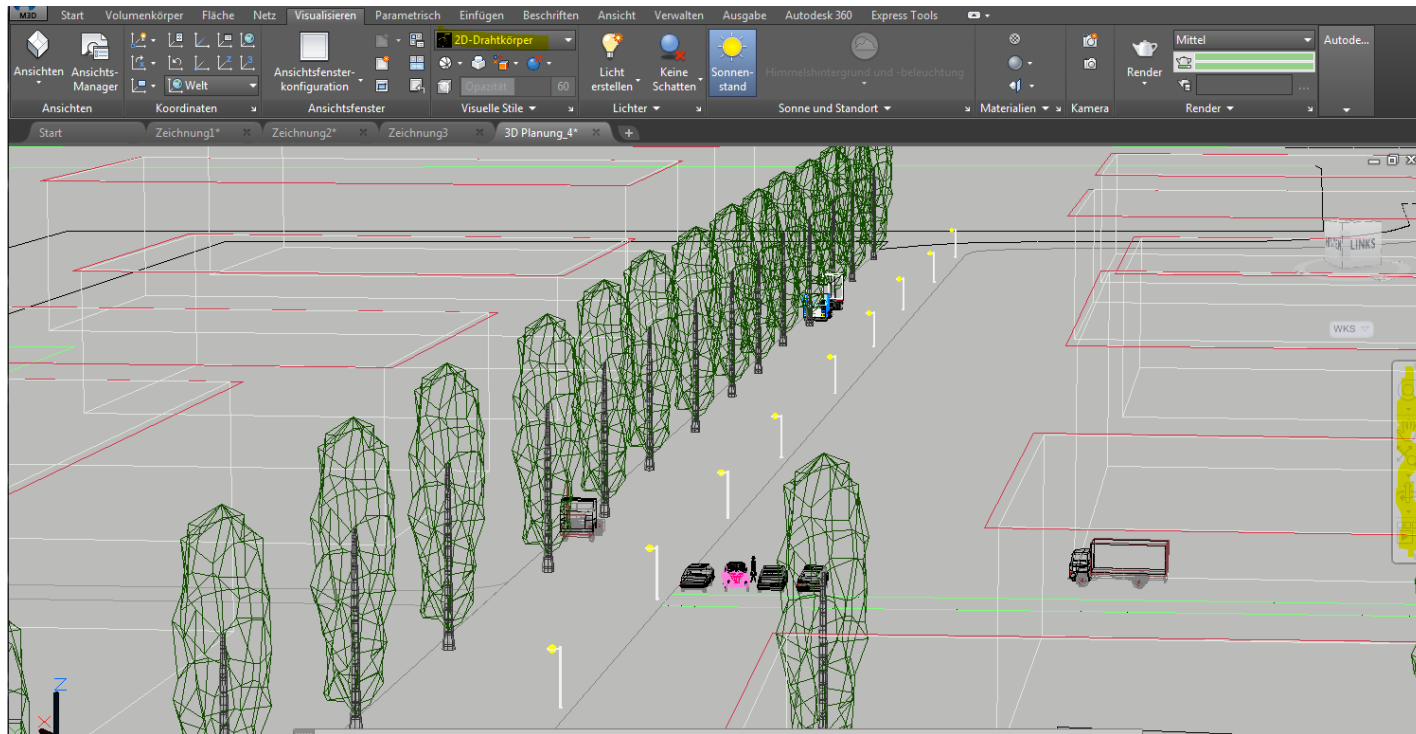 M3D Start Volumenkörper Fläche Netz Visualisieren Parametrisch Einfügen Beschriften Ansicht Verwalten Ausgabe Autodesk 360 Express Tools
2D-Drahtkörper Mittel Autode...
Ansichten Ansichts-
Manager
Welt
Ansichtsfenster-
konfiguration
Opazität 60
Licht
erstellen
Keine
Schatten
Sonnen-
stand
Himmelshintergrund und -beleuchtung
Render
Ansichten Koordinaten Ansichtsfenster Visuelle Stile Lichter Sonne und Standort Materialien Kamera Render
Start Zeichnung1* Zeichnung2* Zeichnung3 3D Planung_4*
LINKS
WKS
Z
X